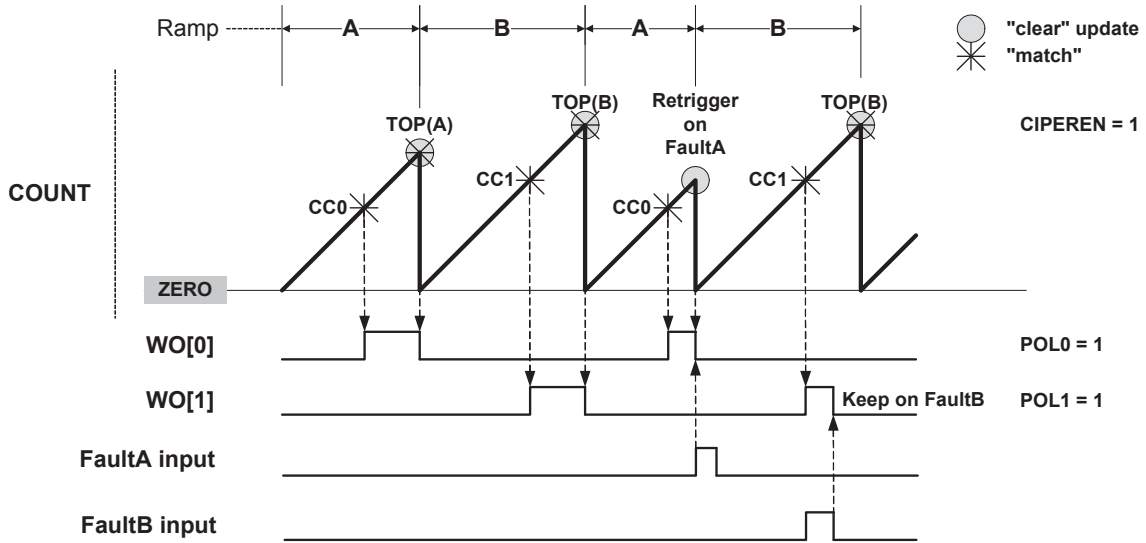 Ramp A B A B "clear" update
"match"
TOP(A) TOP(B) Retrigger on FaultA TOP(B) CIPEREN = 1
COUNT CC0 CC1 CC0 CC1
ZERO
WO[0] POL0 = 1
WO[1] Keep on FaultB POL1 = 1
FaultA input
FaultB input